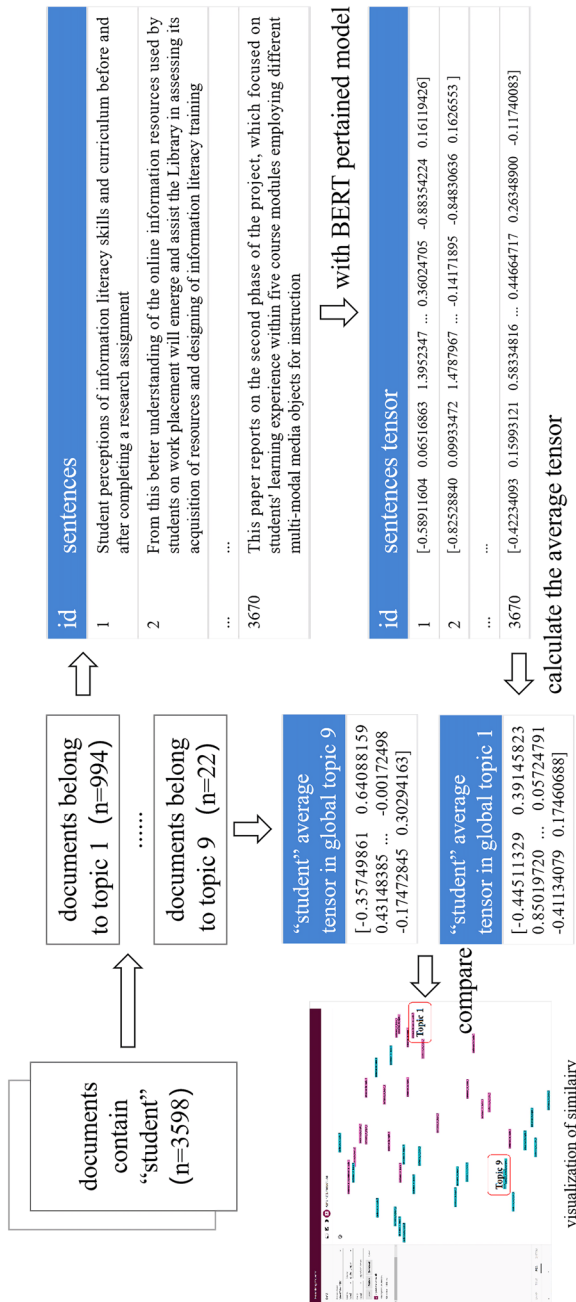 documents
contain
“student”
(n=3598)
documents belong
to topic 1（n=994）
......
documents belong
to topic 9（n=22）
id sentences
1 Student perceptions of information literacy skills and curriculum before and
after completing a research assignment
2 From this better understanding of the online information resources used by
students on work placement will emerge and assist the Library in assessing its
acquisition of resources and designing of information literacy training
... ...
3670 This paper reports on the second phase of the project, which focused on
students' learning experience within five course modules employing different
multi-modal media objects for instruction
with BERT pertained model
id sentences tensor
1 [-0.58911604 0.06516863 1.3952347 ... 0.36024705 -0.88354224 0.16119426]
2 [-0.82528840 0.09933472 1.4787967 ... -0.14171895 -0.84830636 0.1626553 ]
... ...
3670 [-0.42234093 0.15993121 0.58334816 ... 0.44664717 0.26348900 -0.11740083]
calculate the average tensor
“student” average
tensor in global topic 9
[-0.35749861 0.64088159
0.43148385 ... -0.00172498
-0.17472845 0.30294163]
“student” average
tensor in global topic 1
[-0.44511329 0.39145823
0.85019720 ... 0.05724791
-0.41134079 0.17460688]
compare
Topic 1
Topic 9
visualization of similairy